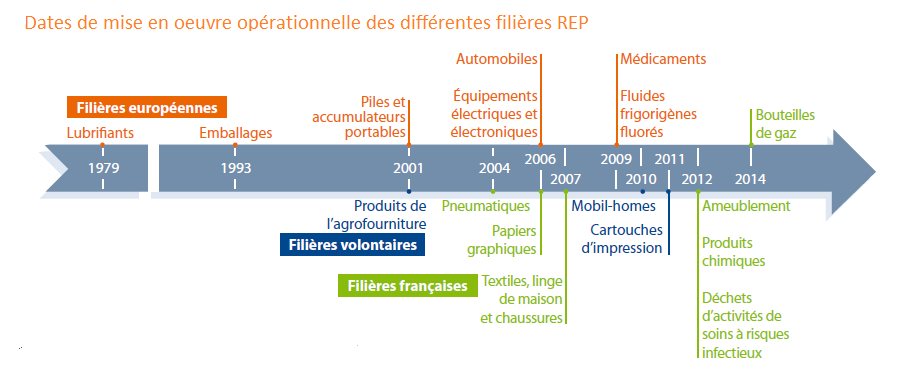 Dates de mise en oeuvre opérationnelle des différentes filières REP
Automobiles
Médicaments
Filières européennes
Piles et
accumulateurs
portables
Équipements
électriques et
électroniques
Fluides
frigorigènes
fluorés
Bouteilles
de gaz
Lubrifiants
Emballages
1979
1993
2001
2004
2006
2007
2009
2010
2011
2012
2014
Produits de
l'agrofourniture
Filières volontaires
Pneumatiques
Papiers
graphiques
Mobil-homes
Cartouches
d'impression
Ameublement
Produits
chimiques
Filières françaises
Textiles, linge
de maison
et chaussures
Déchets
d'activités de
soins à risques
infectieux